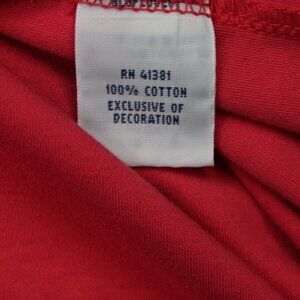 RN 41381
100% COTTON
EXCLUSIVE OF
DECORATION